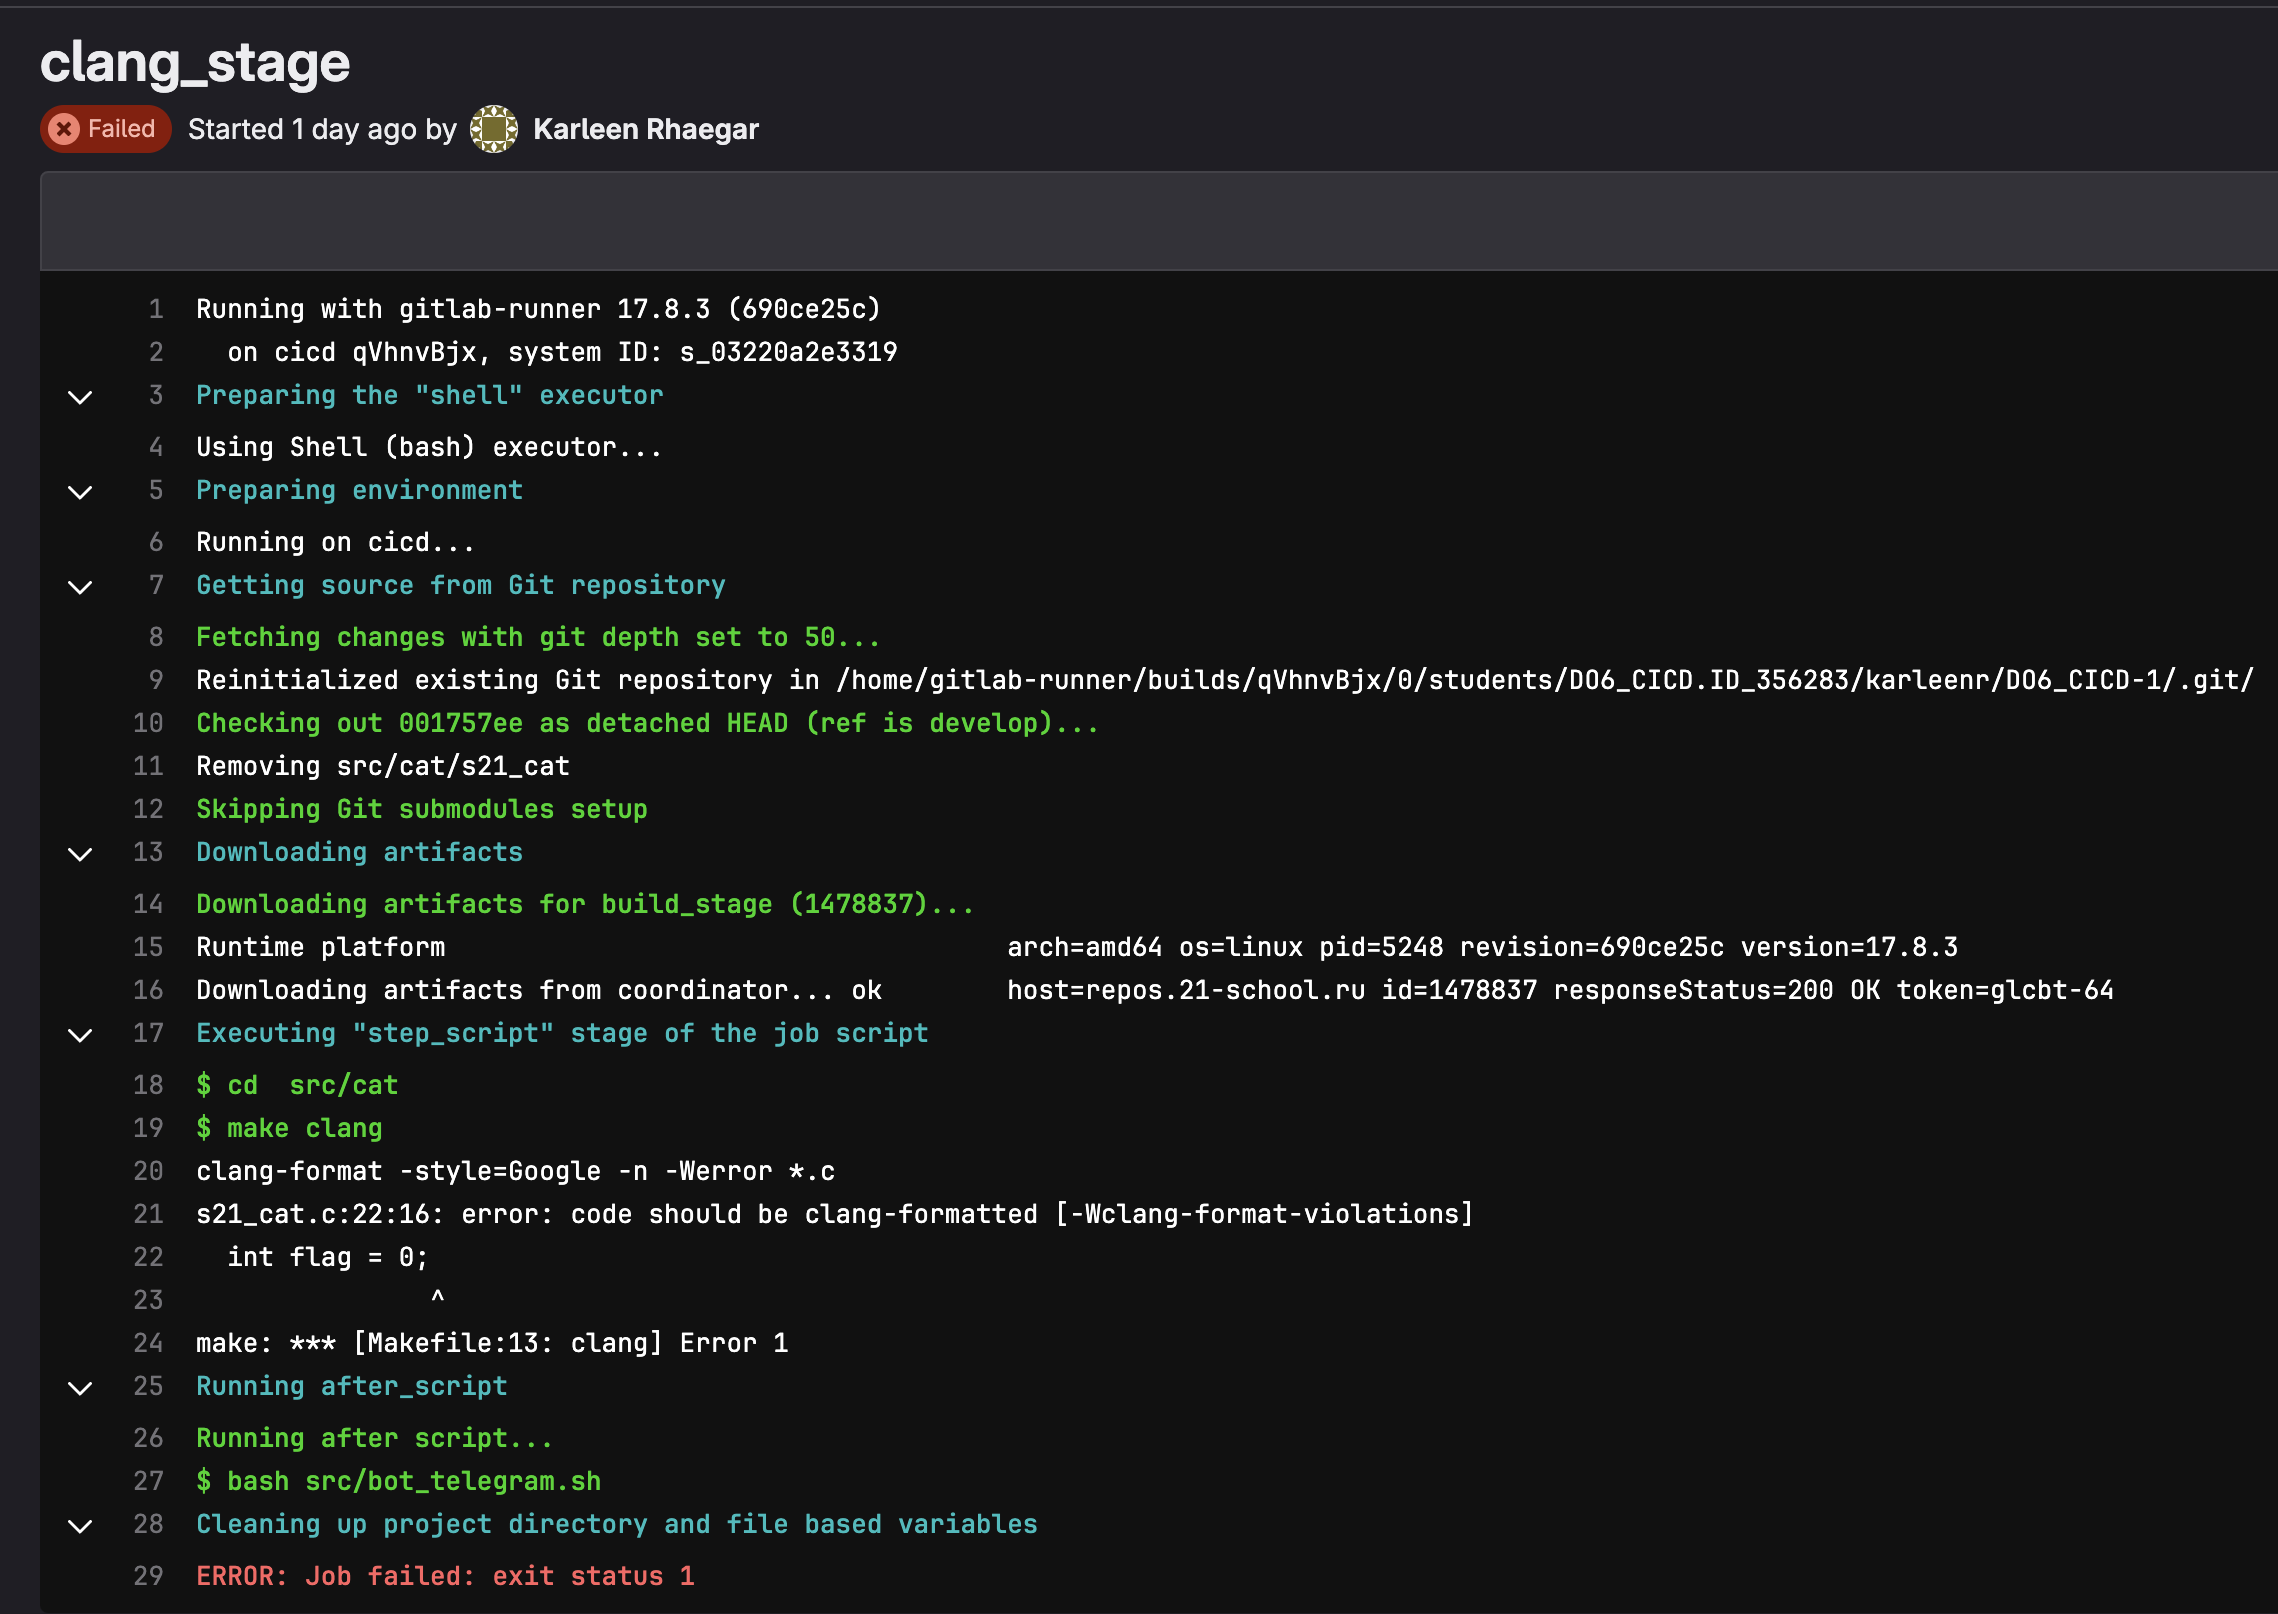 clang_stage
Failed Started 1 day ago by Karleen Rhaegar
1 Running with gitlab-runner 17.8.3 (690ce25c)
2   on cicd qVhnvBjx, system ID: s_03220a2e3319
3 Preparing the "shell" executor
4 Using Shell (bash) executor...
5 Preparing environment
6 Running on cicd...
7 Getting source from Git repository
8 Fetching changes with git depth set to 50...
9 Reinitialized existing Git repository in /home/gitlab-runner/builds/qVhnvBjx/0/students/DO6_CICD.ID_356283/karleenr/DO6_CICD-1/.git/
10 Checking out 001757ee as detached HEAD (ref is develop)...
11 Removing src/cat/s21_cat
12 Skipping Git submodules setup
13 Downloading artifacts
14 Downloading artifacts for build_stage (1478837)...
15 Runtime platform                                    arch=amd64 os=linux pid=5248 revision=690ce25c version=17.8.3
16 Downloading artifacts from coordinator... ok        host=repos.21-school.ru id=1478837 responseStatus=200 OK token=glcbt-64
17 Executing "step_script" stage of the job script
18 $ cd  src/cat
19 $ make clang
20 clang-format -style=Google -n -Werror *.c
21 s21_cat.c:22:16: error: code should be clang-formatted [-Wclang-format-violations]
22   int flag = 0;
23                ^
24 make: *** [Makefile:13: clang] Error 1
25 Running after_script
26 Running after script...
27 $ bash src/bot_telegram.sh
28 Cleaning up project directory and file based variables
29 ERROR: Job failed: exit status 1